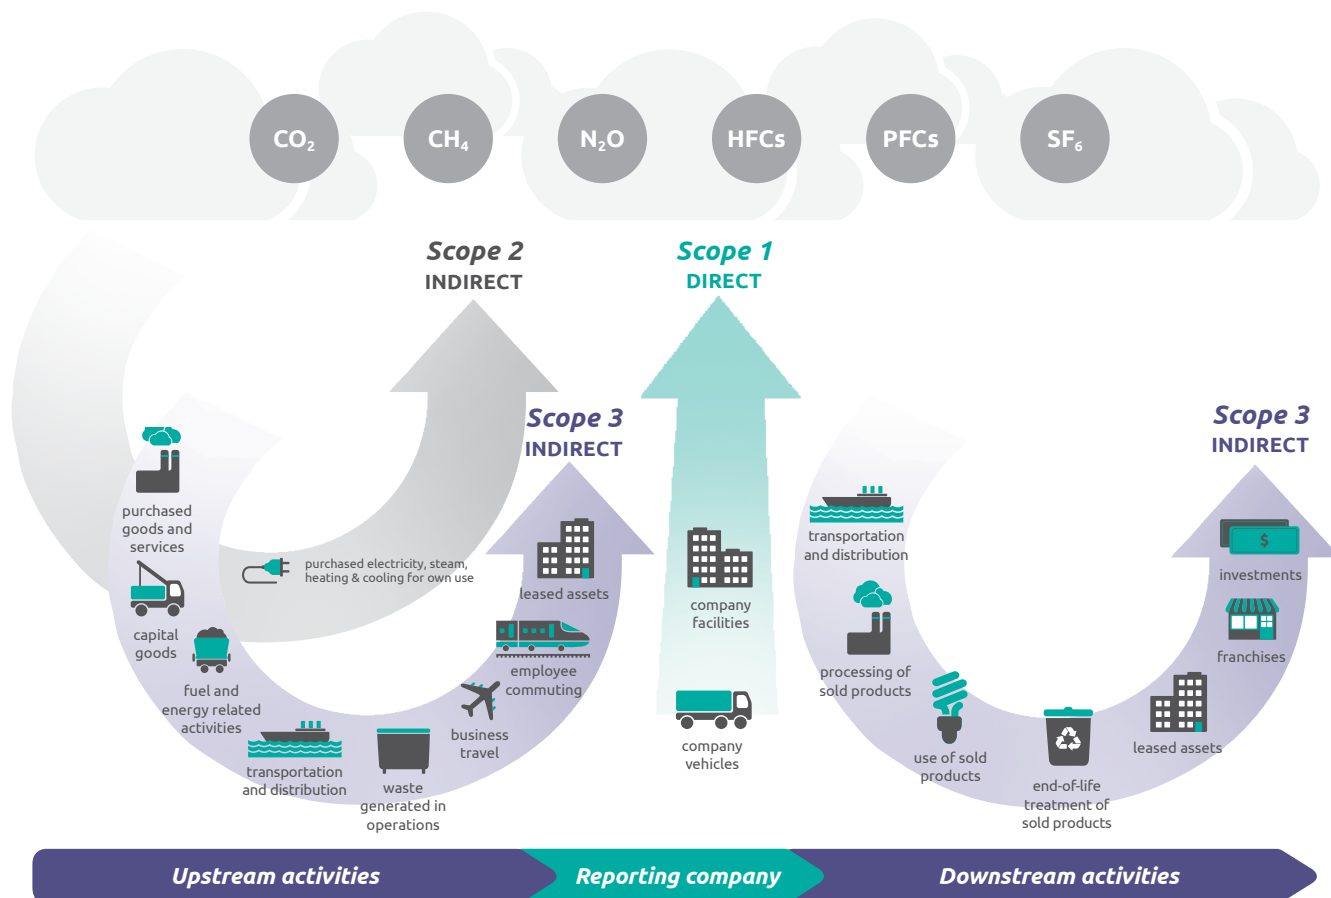 CO₂
CH₄
N₂O
HFCs
PFCs
SF₆
Scope 2
INDIRECT
Scope 1
DIRECT
Scope 3
INDIRECT
Scope 3
INDIRECT
purchased
goods and
services
capital
goods
fuel and
energy related
activities
transportation
and distribution
waste
generated in
operations
business
travel
employee
commuting
leased assets
purchased electricity, steam,
heating & cooling for own use
company
facilities
company
vehicles
transportation
and distribution
processing of
sold products
use of sold
products
end-of-life
treatment of
sold products
leased assets
franchises
investments
$
Upstream activities
Reporting company
Downstream activities